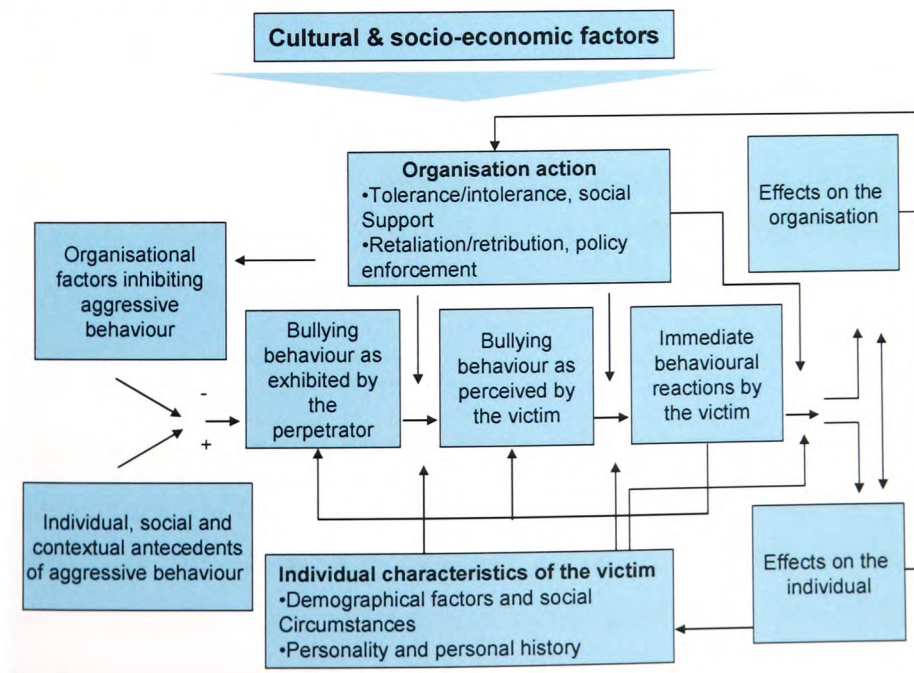 Cultural & socio-economic factors
Organisation action
•Tolerance/intolerance, social
Support
•Retaliation/retribution, policy
enforcement
Effects on the
organisation
Organisational
factors inhibiting
aggressive
behaviour
Bullying
behaviour as
exhibited by
the
perpetrator
Bullying
behaviour as
perceived by
the victim
Immediate
behavioural
reactions by
the victim
-
+
Individual, social and
contextual antecedents
of aggressive behaviour
Individual characteristics of the victim
•Demographical factors and social
Circumstances
•Personality and personal history
Effects on the
individual